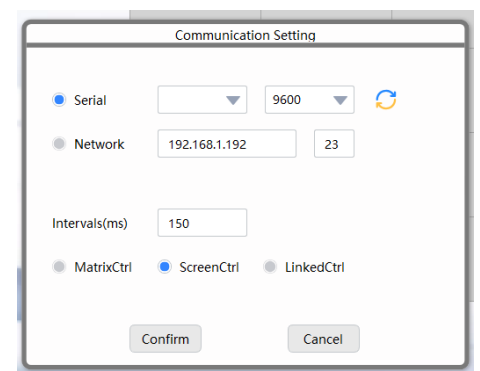 Communication Setting
Serial 9600
Network 192.168.1.192 23
Intervals(ms) 150
MatrixCtrl ScreenCtrl LinkedCtrl
Confirm Cancel